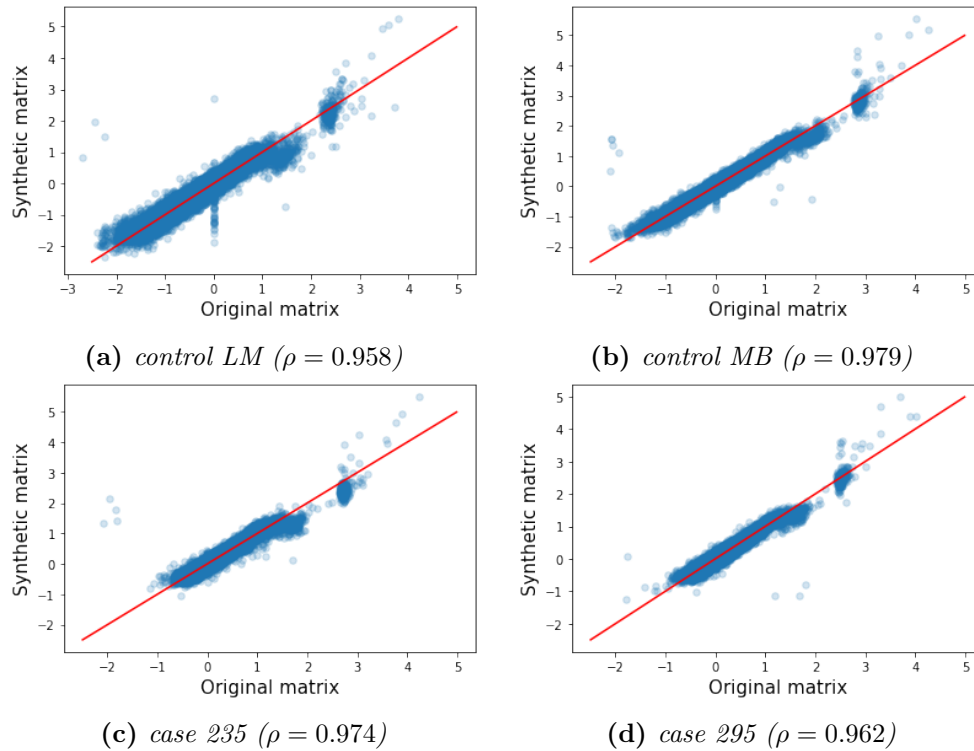 5
4
3
2
1
0
−1
−2
Synthetic matrix
−3 −2 −1 0 1 2 3 4 5
Original matrix
(a) control LM (ρ = 0.958)
5
4
3
2
1
0
−1
−2
Synthetic matrix
−2 −1 0 1 2 3 4 5
Original matrix
(b) control MB (ρ = 0.979)
5
4
3
2
1
0
−1
−2
Synthetic matrix
−2 −1 0 1 2 3 4 5
Original matrix
(c) case 235 (ρ = 0.974)
5
4
3
2
1
0
−1
−2
Synthetic matrix
−2 −1 0 1 2 3 4 5
Original matrix
(d) case 295 (ρ = 0.962)